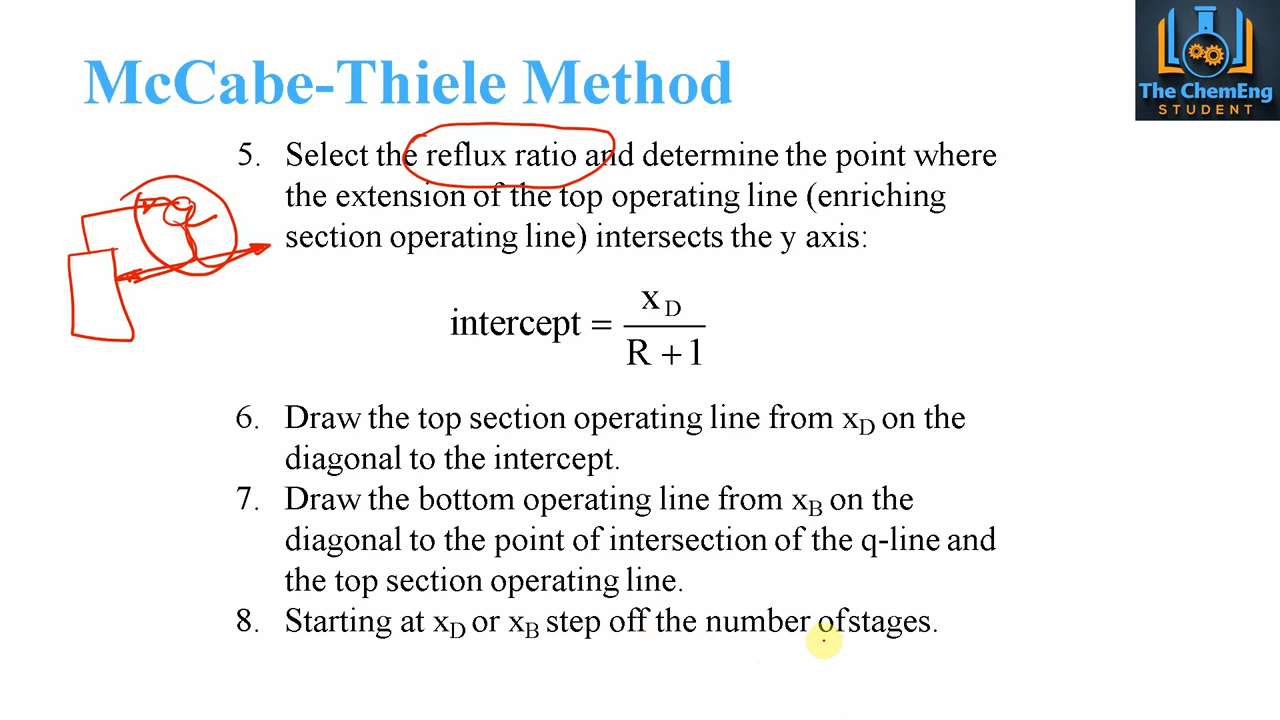 The ChemEng
STUDENT
McCabe-Thiele Method
5. Select the reflux ratio and determine the point where
the extension of the top operating line (enriching
section operating line) intersects the y axis:
intercept = x_D / (R + 1)
6. Draw the top section operating line from x_D on the
diagonal to the intercept.
7. Draw the bottom operating line from x_B on the
diagonal to the point of intersection of the q-line and
the top section operating line.
8. Starting at x_D or x_B step off the number of stages.